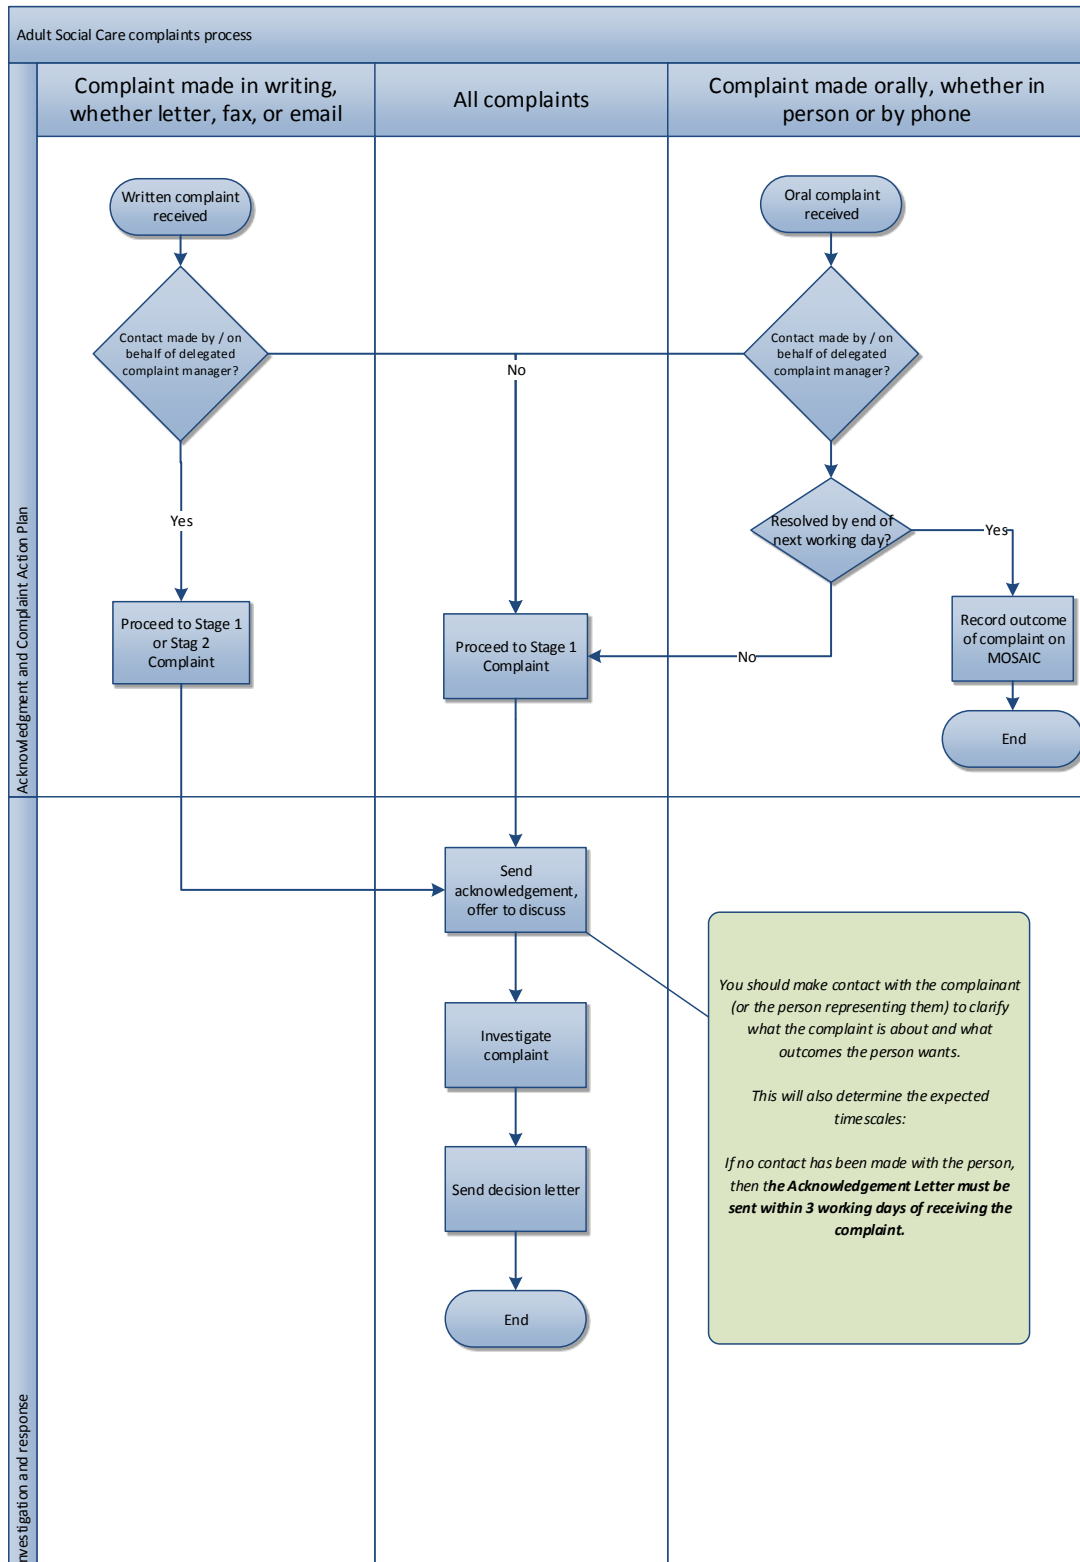 Adult Social Care complaints process
Complaint made in writing,
whether letter, fax, or email
All complaints
Complaint made orally, whether in
person or by phone
Acknowledgment and Complaint Action Plan
Written complaint
received
Oral complaint
received
Contact made by / on
behalf of delegated
complaint manager?
Contact made by / on
behalf of delegated
complaint manager?
No
Yes
Resolved by end of
next working day?
Yes
Proceed to Stage 1
or Stag 2
Complaint
Proceed to Stage 1
Complaint
No
Record outcome
of complaint on
MOSAIC
End
nvestigation and response
Send
acknowledgement,
offer to discuss
Investigate
complaint
Send decision letter
End
You should make contact with the complainant
(or the person representing them) to clarify
what the complaint is about and what
outcomes the person wants.
This will also determine the expected
timescales:
If no contact has been made with the person,
then the Acknowledgement Letter must be
sent within 3 working days of receiving the
complaint.